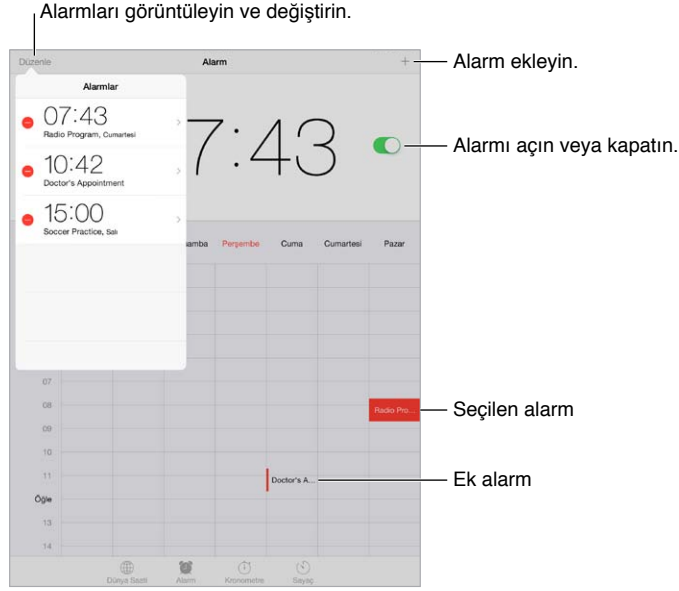 Alarmları görüntüleyin ve değiştirin.
Düzenle
Alarm
+
Alarm ekleyin.
Alarmlar
07:43
Radio Program, Cumartesi
10:42
Doctor's Appointment
15:00
Soccer Practice, Salı
7:43
Alarmı açın veya kapatın.
Perşembe Cuma Cumartesi Pazar
07
08
Radio Pro...
Seçilen alarm
09
10
11
Doctor's A...
Ek alarm
Öğle
13
14
Dünya Saati Alarm Kronometre Sayaç